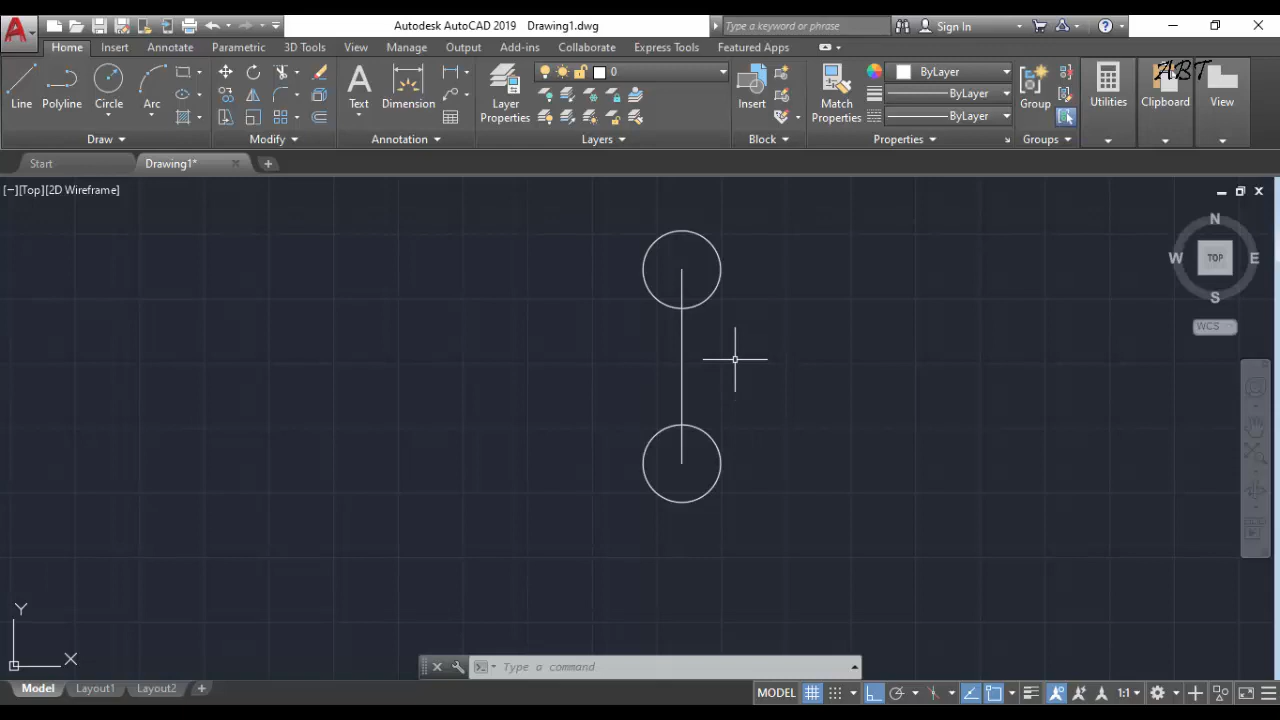 Autodesk AutoCAD 2019 Drawing1.dwg
Type a keyword or phrase
Sign In
Home Insert Annotate Parametric 3D Tools View Manage Output Add-ins Collaborate Express Tools Featured Apps
ABT
0
ByLayer
ByLayer
ByLayer
Line Polyline Circle Arc Text Dimension Layer Properties Insert Match Properties Group Utilities Clipboard View
Draw Modify Annotation Layers Block Properties Groups
Start Drawing1* +
[−][Top][2D Wireframe]
N
W TOP E
S
WCS
Y
X
Type a command
Model Layout1 Layout2 +
MODEL 1:1